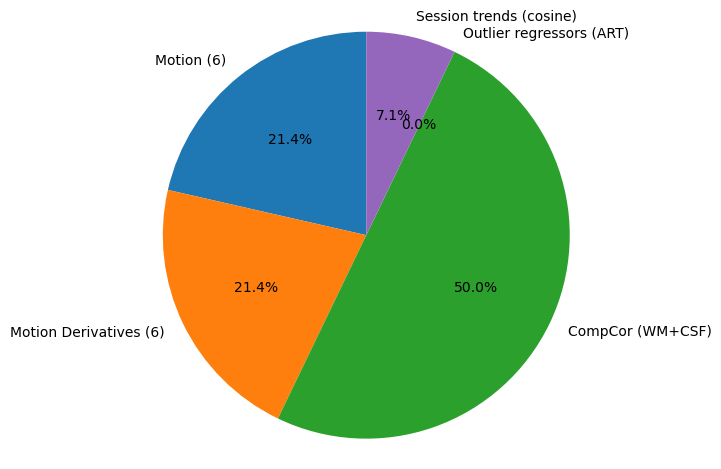 Session trends (cosine)
Outlier regressors (ART)
Motion (6)
7.1%
0.0%
21.4%
21.4%
50.0%
Motion Derivatives (6)
CompCor (WM+CSF)